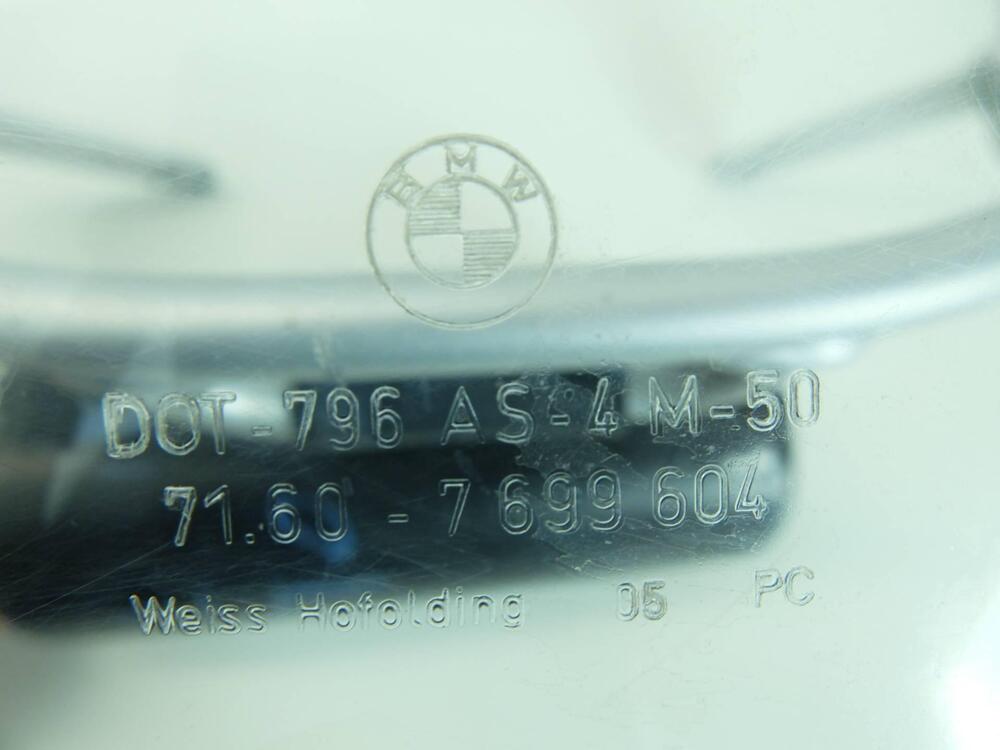 BMW
DOT-796 AS-4 M-50
71.60 - 7 699 604
Weiss Hofolding 05 PC